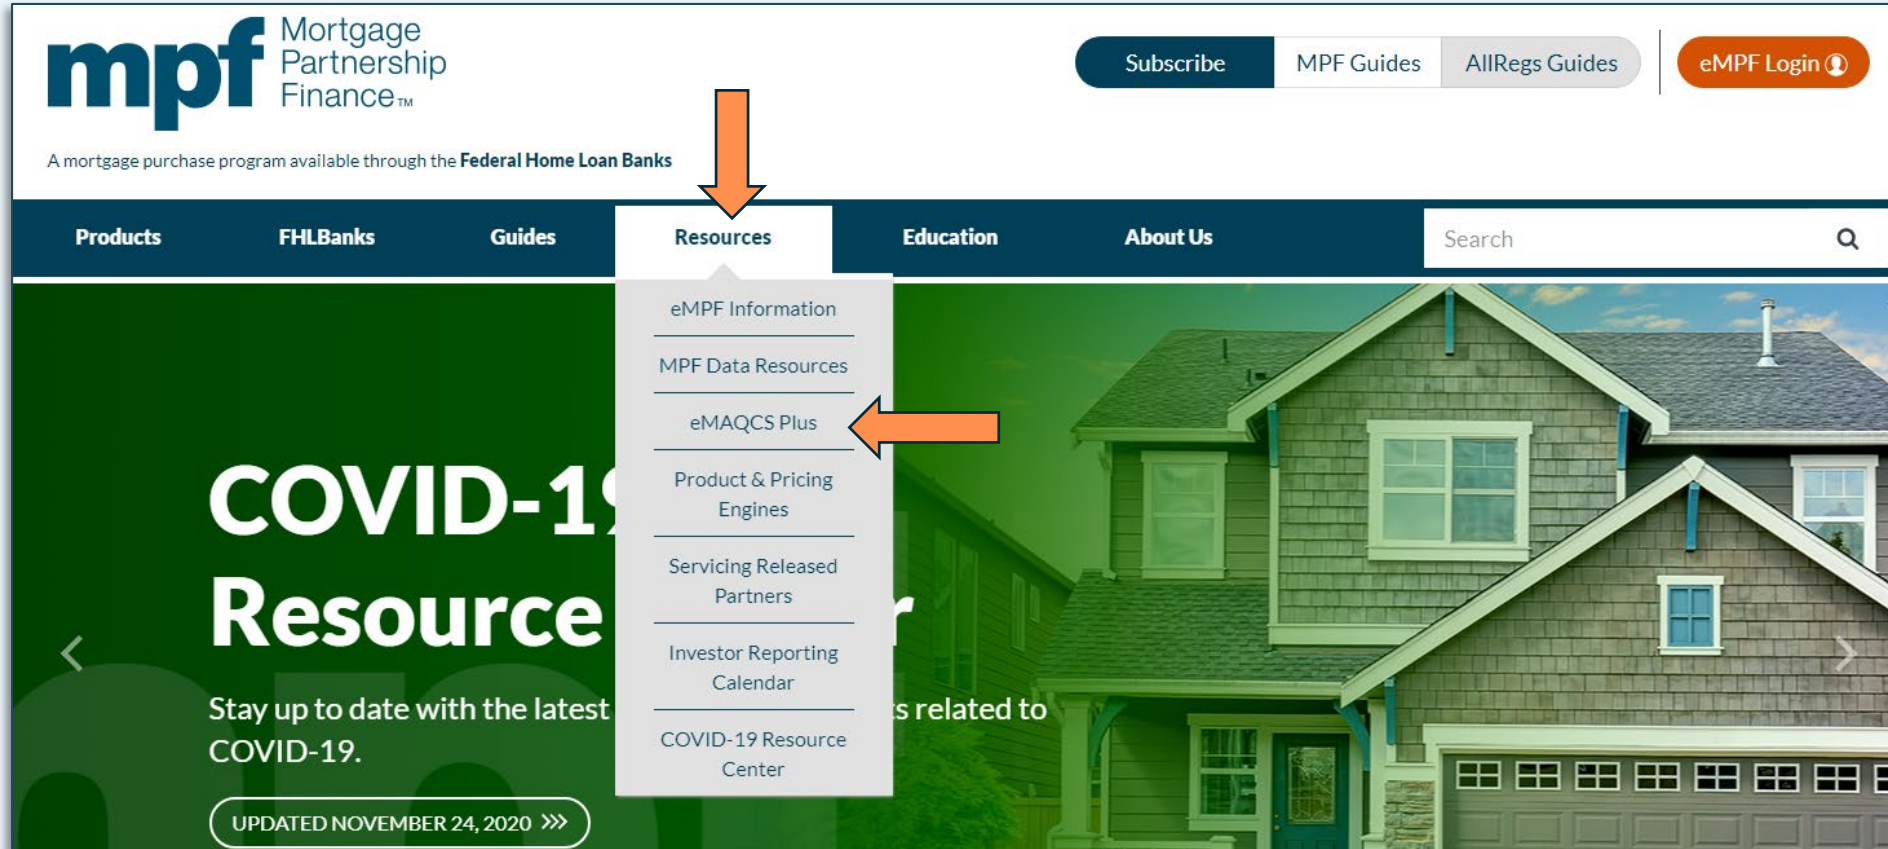 mpf
Mortgage
Partnership
Finance™
Subscribe
MPF Guides
AllRegs Guides
eMPF Login
A mortgage purchase program available through the Federal Home Loan Banks
Products
FHLBanks
Guides
Resources
Education
About Us
Search
eMPF Information
MPF Data Resources
eMAQCS Plus
Product & Pricing
Engines
Servicing Released
Partners
Investor Reporting
Calendar
COVID-19 Resource
Center
COVID-19
Resource
Stay up to date with the latest related to
COVID-19.
UPDATED NOVEMBER 24, 2020 >>>